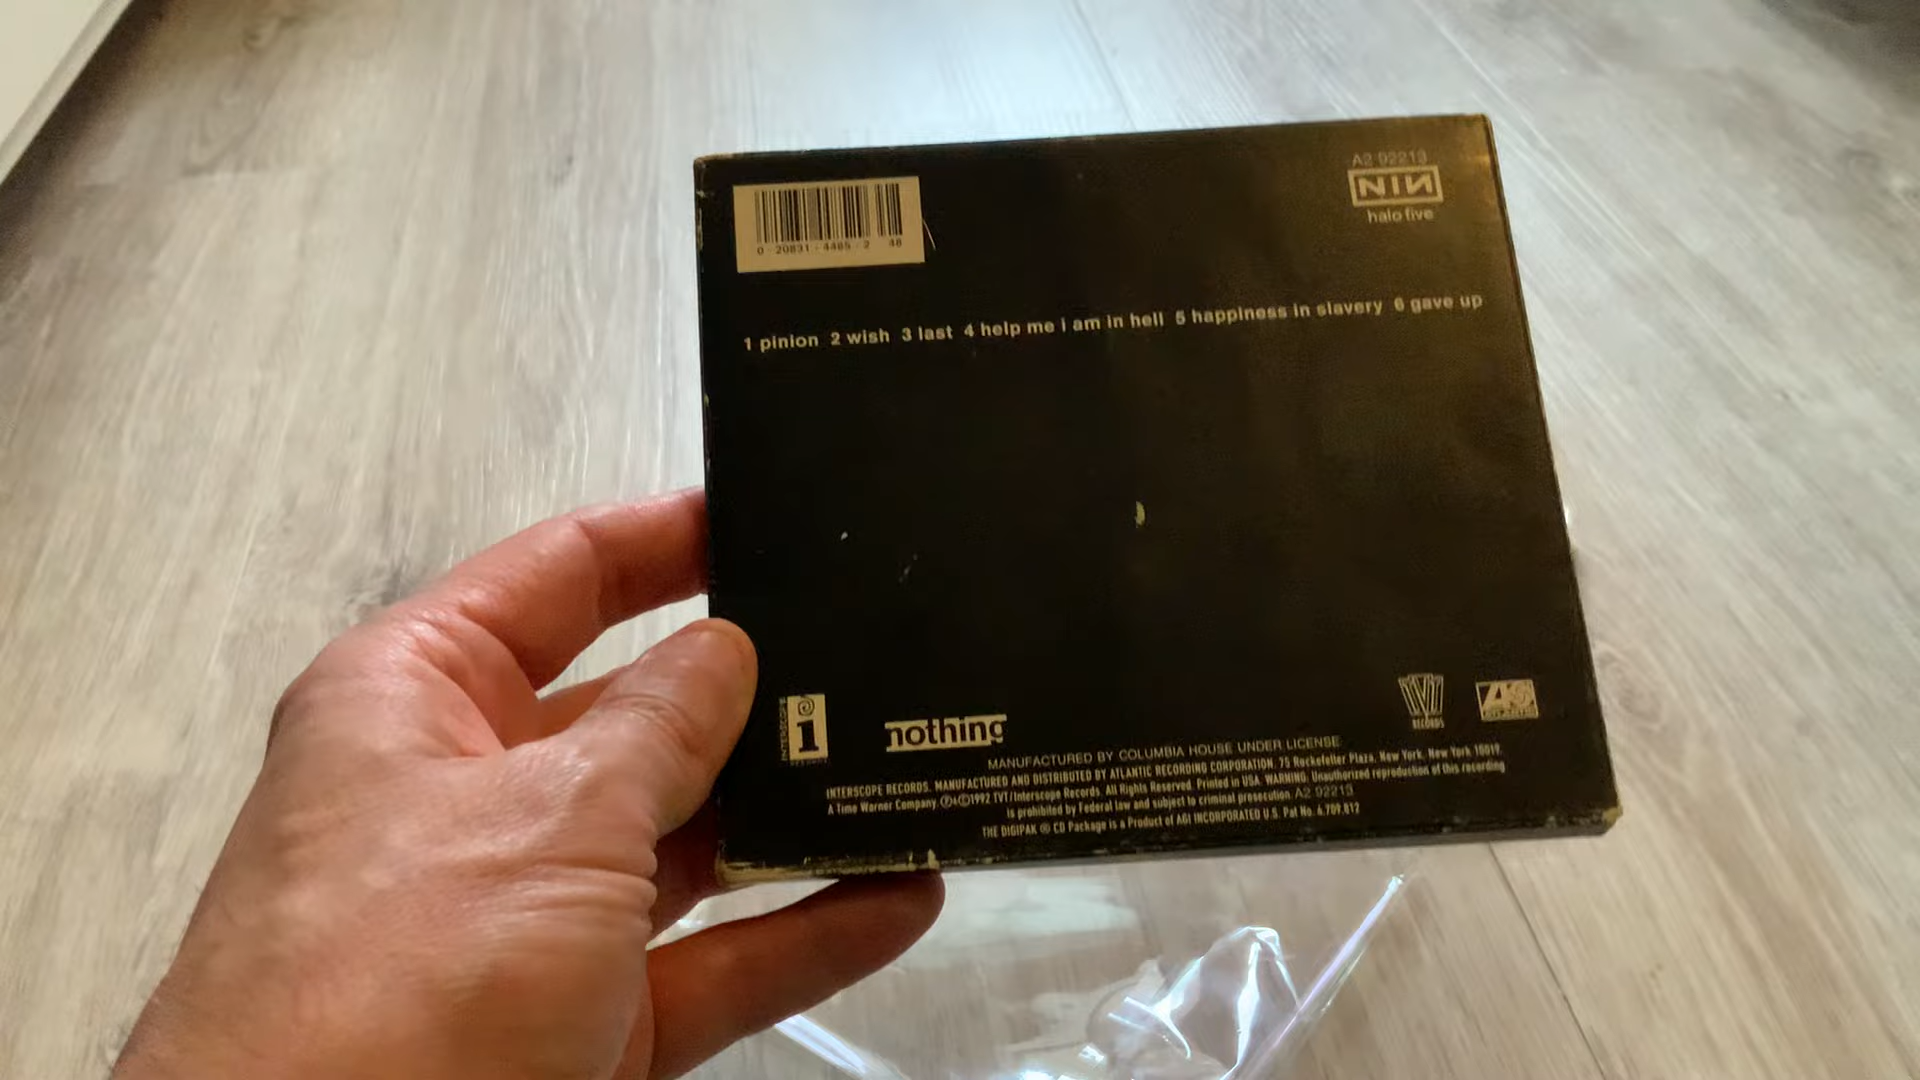 A2 92213
NIN
halo five
0 20831-4485-2 48
1 pinion 2 wish 3 last 4 help me i am in hell 5 happiness in slavery 6 gave up
INTERSCOPE
i
RECORDS
nothing
TVT
RECORDS
ATLANTIC
MANUFACTURED BY COLUMBIA HOUSE UNDER LICENSE
INTERSCOPE RECORDS. MANUFACTURED AND DISTRIBUTED BY ATLANTIC RECORDING CORPORATION, 75 Rockefeller Plaza, New York, New York 10019.
A Time Warner Company. ℗&©1992 TVT/Interscope Records. All Rights Reserved. Printed in USA. WARNING: Unauthorized reproduction of this recording
is prohibited by Federal law and subject to criminal prosecution. A2 92213
THE DIGIPAK ® CD Package is a Product of AGI INCORPORATED U.S. Pat No. 4,709,812